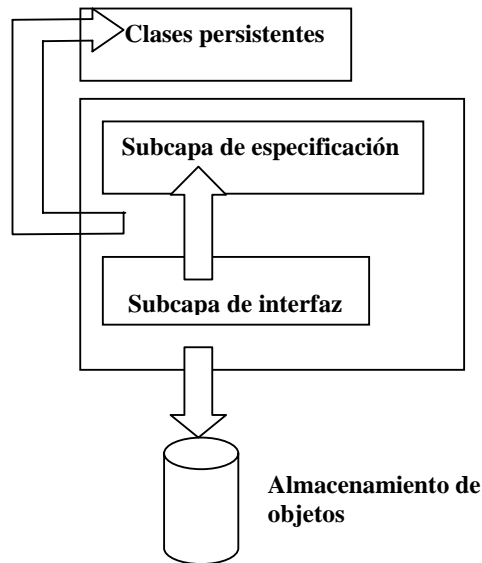 Clases persistentes
Subcapa de especificación
Subcapa de interfaz
Almacenamiento de
objetos